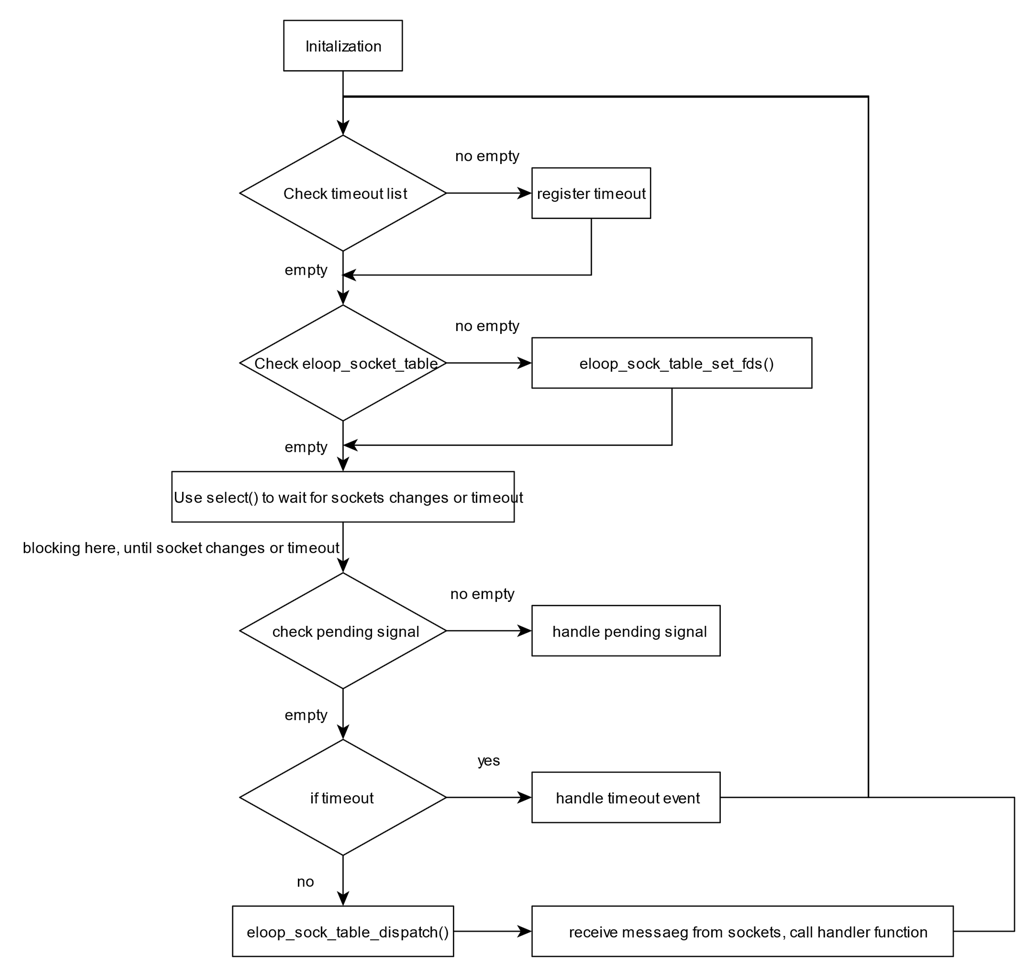 Initalization
no empty
Check timeout list
register timeout
empty
no empty
Check eloop_socket_table
eloop_sock_table_set_fds()
empty
Use select() to wait for sockets changes or timeout
blocking here, until socket changes or timeout
no empty
check pending signal
handle pending signal
empty
yes
if timeout
handle timeout event
no
eloop_sock_table_dispatch()
receive messaeg from sockets, call handler function